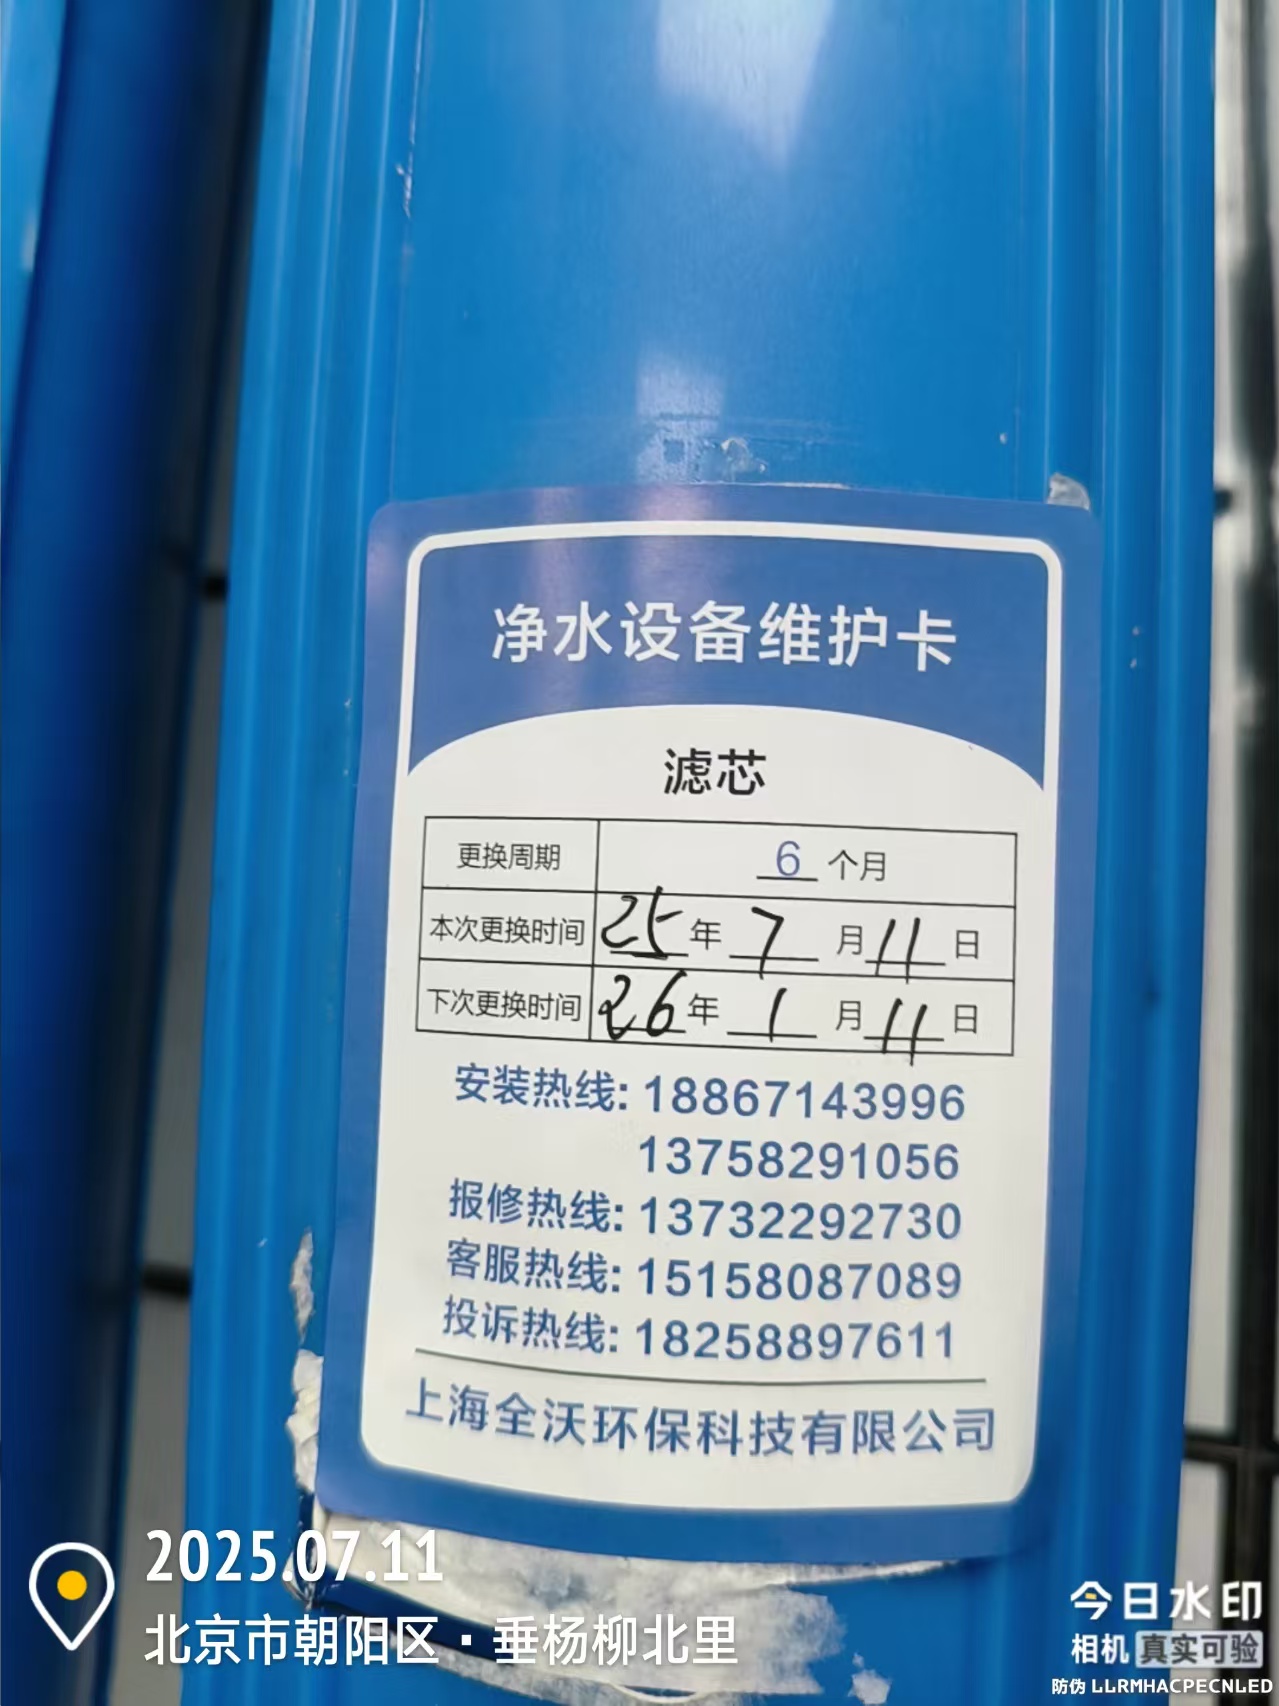 净水设备维护卡
滤芯
更换周期 6 个月
本次更换时间 25 年 7 月 11 日
下次更换时间 26 年 1 月 11 日
安装热线: 18867143996
13758291056
报修热线: 13732292730
客服热线: 15158087089
投诉热线: 18258897611
上海全沃环保科技有限公司
2025.07.11
北京市朝阳区·垂杨柳北里
今日水印
相机 真实可验
防伪 LLRMHACPECNLED